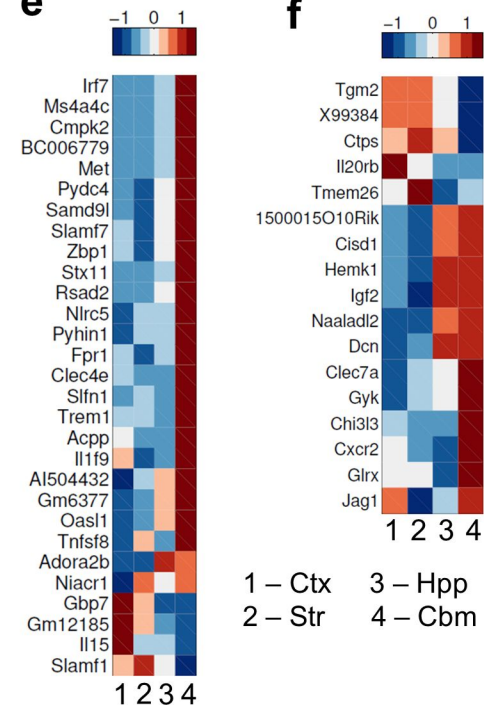 e
−1 0 1
Irf7
Ms4a4c
Cmpk2
BC006779
Met
Pydc4
Samd9l
Slamf7
Zbp1
Stx11
Rsad2
Nlrc5
Pyhin1
Fpr1
Clec4e
Slfn1
Trem1
Acpp
Il1f9
AI504432
Gm6377
Oasl1
Tnfsf8
Adora2b
Niacr1
Gbp7
Gm12185
Il15
Slamf1
1 2 3 4
f
−1 0 1
Tgm2
X99384
Ctps
Il20rb
Tmem26
1500015O10Rik
Cisd1
Hemk1
Igf2
Naaladl2
Dcn
Clec7a
Gyk
Chi3l3
Cxcr2
Glrx
Jag1
1 2 3 4
1 – Ctx 3 – Hpp
2 – Str 4 – Cbm